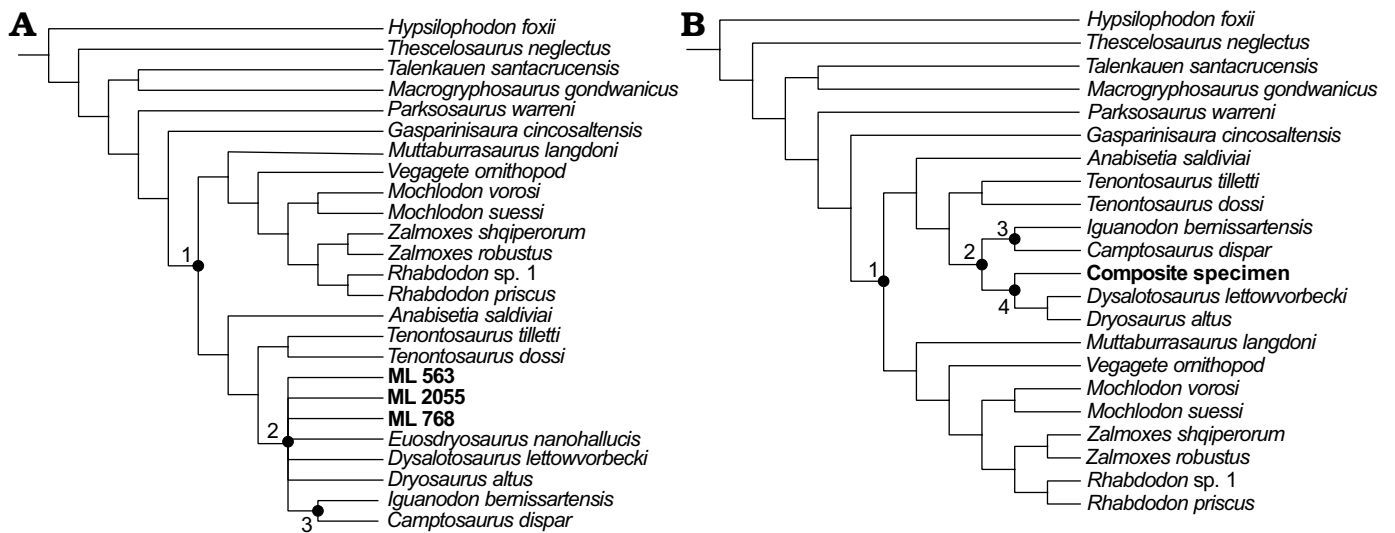 A
Hypsilophodon foxii
Thescelosaurus neglectus
Talenkauen santacrucensis
Macrogryphosaurus gondwanicus
Parksosaurus warreni
Gasparinisaura cincosaltensis
Muttaburrasaurus langdoni
Vegagete ornithopod
Mochlodon vorosi
Mochlodon suessi
Zalmoxes shqiperorum
Zalmoxes robustus
1
Rhabdodon sp. 1
Rhabdodon priscus
Anabisetia saldiviai
Tenontosaurus tilletti
Tenontosaurus dossi
ML 563
ML 2055
ML 768
2
Euosdryosaurus nanohallucis
Dysalotosaurus lettowvorbecki
Dryosaurus altus
Iguanodon bernissartensis
3
Camptosaurus dispar
B
Hypsilophodon foxii
Thescelosaurus neglectus
Talenkauen santacrucensis
Macrogryphosaurus gondwanicus
Parksosaurus warreni
Gasparinisaura cincosaltensis
Anabisetia saldiviai
Tenontosaurus tilletti
Tenontosaurus dossi
3
Iguanodon bernissartensis
2
Camptosaurus dispar
1
Composite specimen
4
Dysalotosaurus lettowvorbecki
Dryosaurus altus
Muttaburrasaurus langdoni
Vegagete ornithopod
Mochlodon vorosi
Mochlodon suessi
Zalmoxes shqiperorum
Zalmoxes robustus
Rhabdodon sp. 1
Rhabdodon priscus